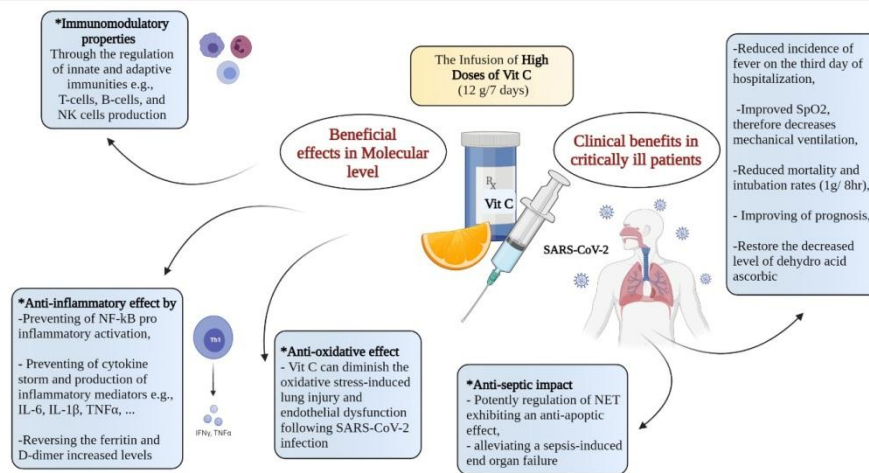 *Immunomodulatory
properties
Through the regulation
of innate and adaptive
immunities e.g.,
T-cells, B-cells, and
NK cells production
The Infusion of High
Doses of Vit C
(12 g/7 days)
Beneficial
effects in Molecular
level
Clinical benefits in
critically ill patients
Rx
Vit C
SARS-CoV-2
-Reduced incidence of
fever on the third day of
hospitalization,
-Improved SpO2,
therefore decreases
mechanical ventilation,
-Reduced mortality and
intubation rates (1g/ 8hr),
- Improving of prognosis,
-Restore the decreased
level of dehydro acid
ascorbic
*Anti-inflammatory effect by
-Preventing of NF-kB pro
inflammatory activation,
- Preventing of cytokine
storm and production of
inflammatory mediators e.g.,
IL-6, IL-1β, TNFα, ...
-Reversing the ferritin and
D-dimer increased levels
Th1
IFNγ, TNFα
*Anti-oxidative effect
- Vit C can diminish the
oxidative stress-induced
lung injury and
endothelial dysfunction
following SARS-CoV-2
infection
*Anti-septic impact
- Potently regulation of NET
exhibiting an anti-apoptic
effect,
- alleviating a sepsis-induced
end organ failure